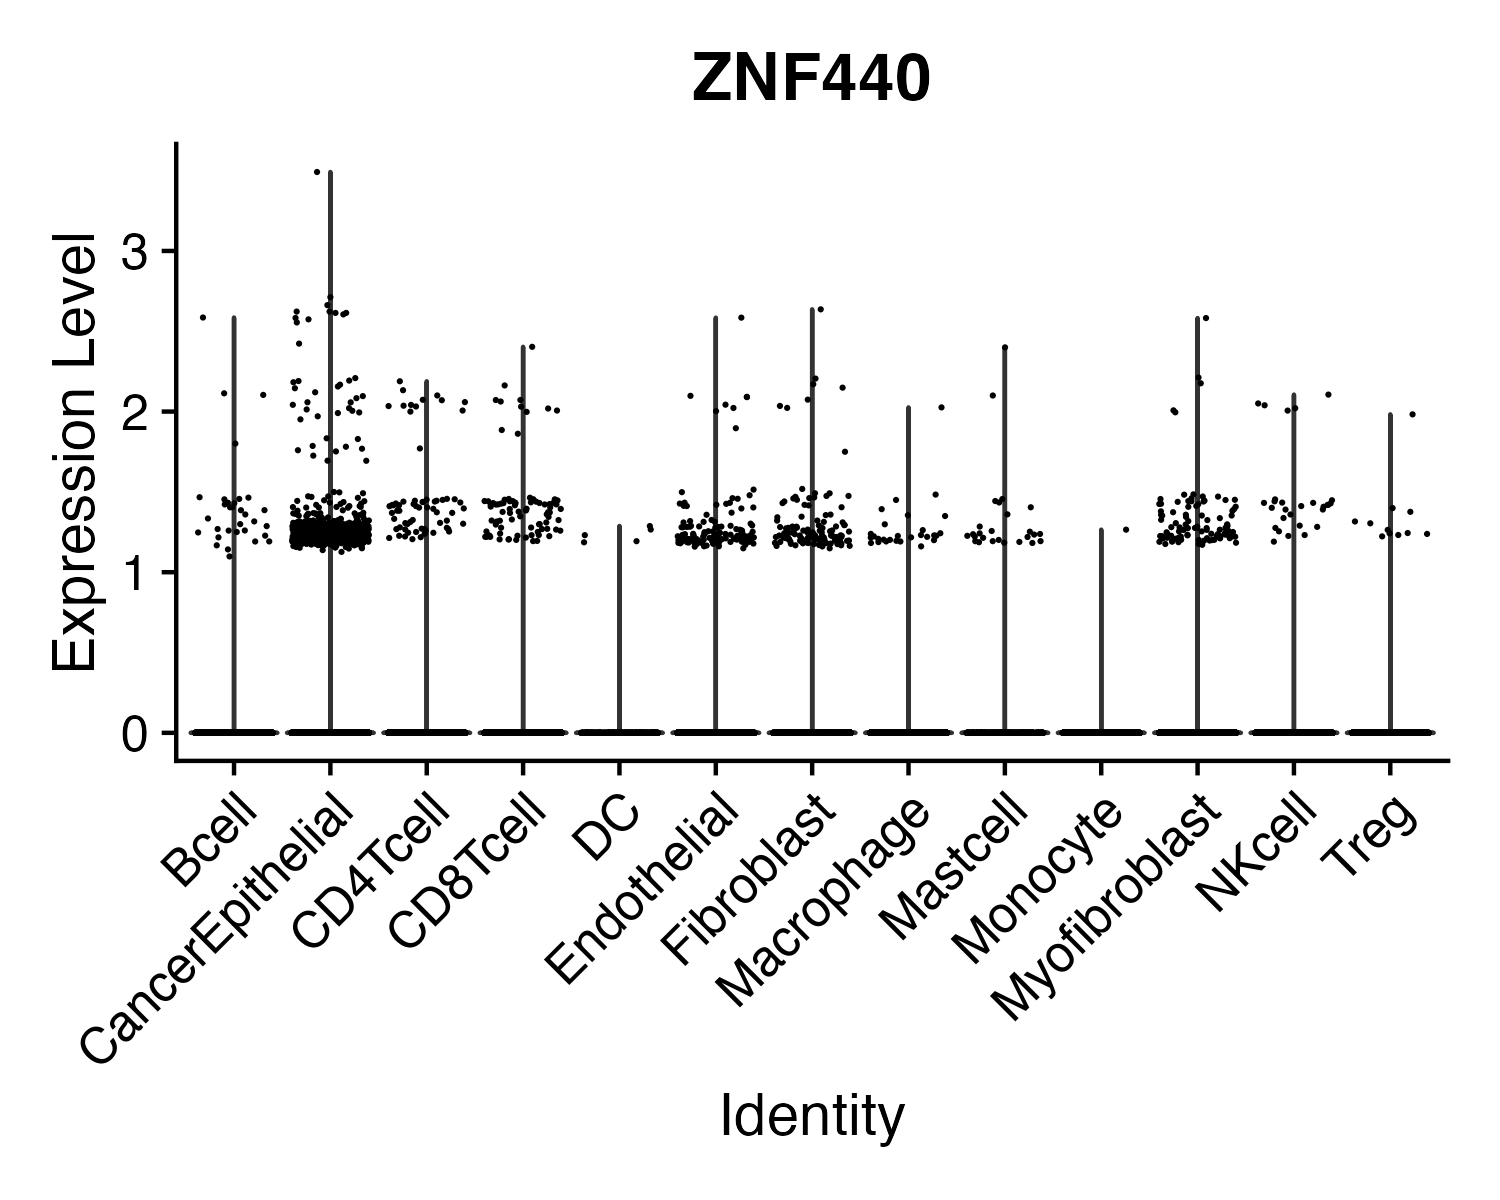 ZNF440
Expression Level
3
2
1
0
Bcell
CancerEpithelial
CD4Tcell
CD8Tcell
DC
Endothelial
Fibroblast
Macrophage
Mastcell
Monocyte
Myofibroblast
NKcell
Treg
Identity